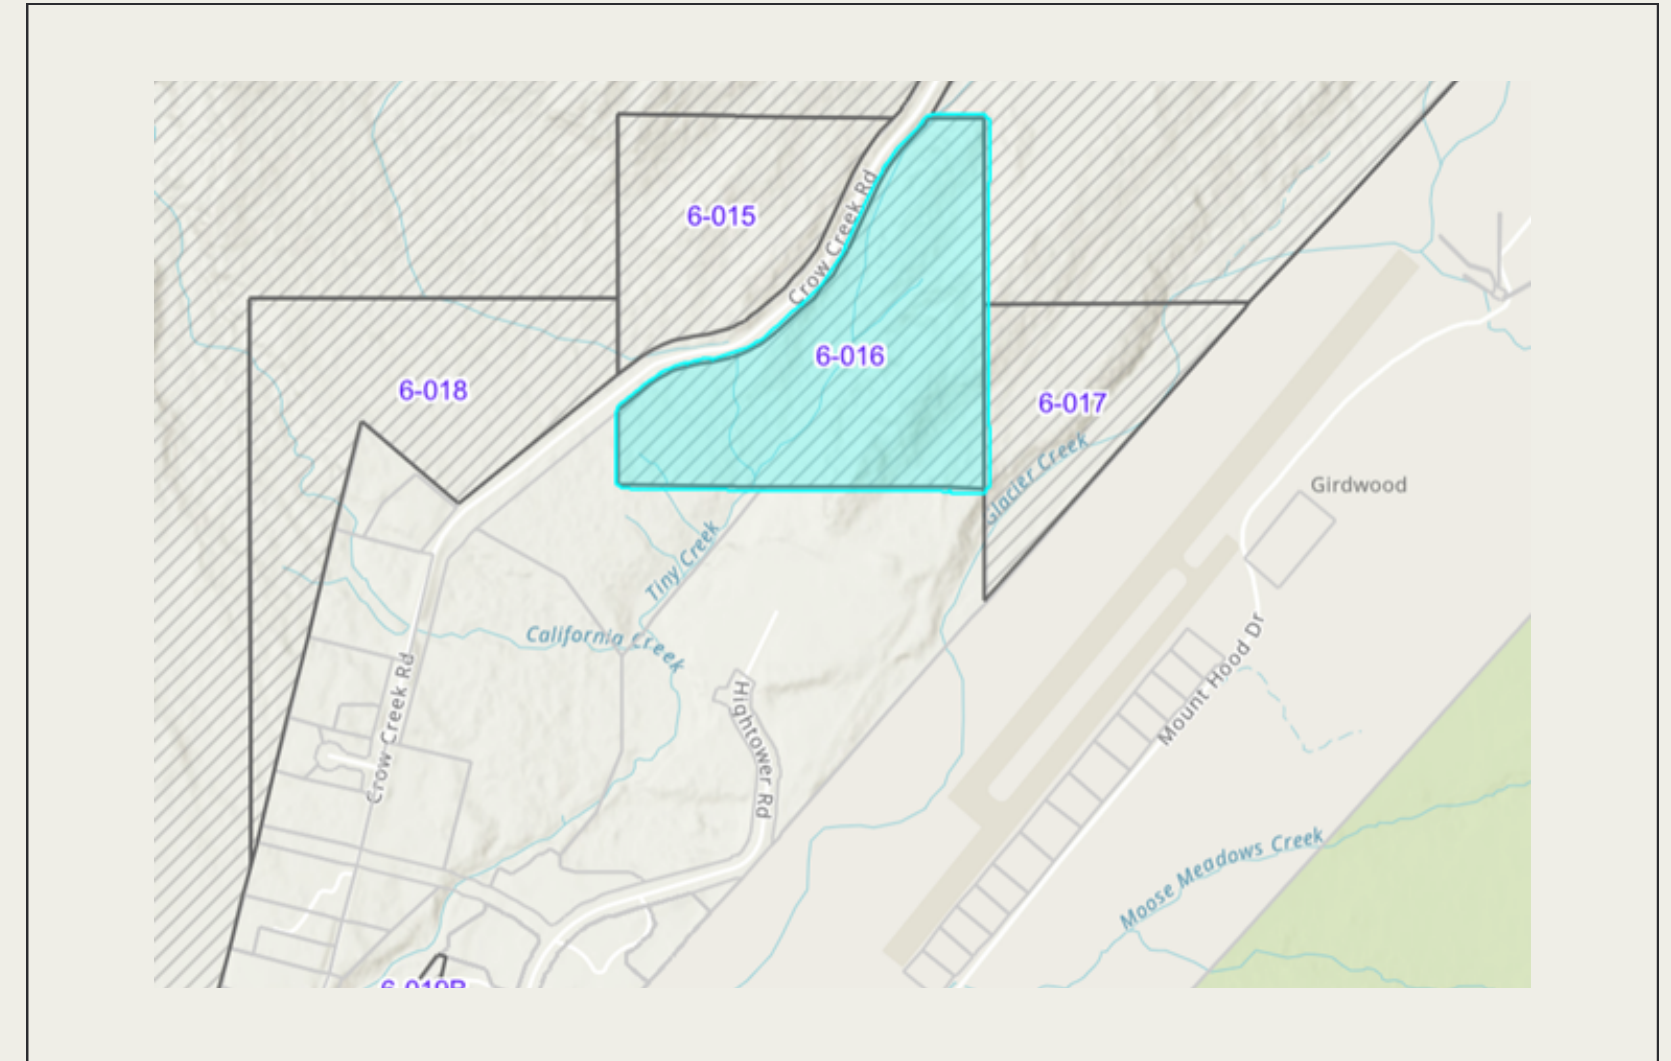 6-015
Crow Creek Rd
6-016
6-018
6-017
Glacier Creek
Girdwood
Tiny Creek
California Creek
Crow Creek Rd
Hightower Rd
Mount Hood Dr
Moose Meadows Creek